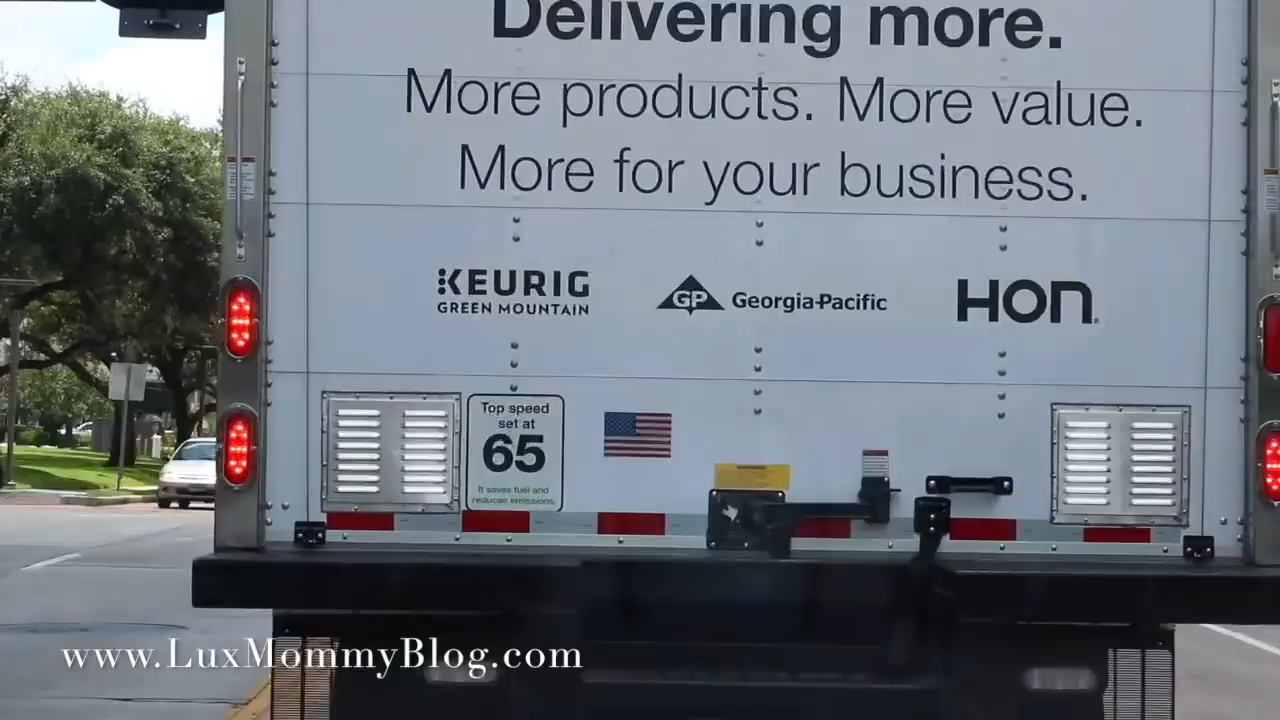 Delivering more.
More products. More value.
More for your business.
KEURIG
GREEN MOUNTAIN
GP Georgia-Pacific
HON
Top speed
set at
65
It saves fuel and
reduces emissions.
www.LuxMommyBlog.com